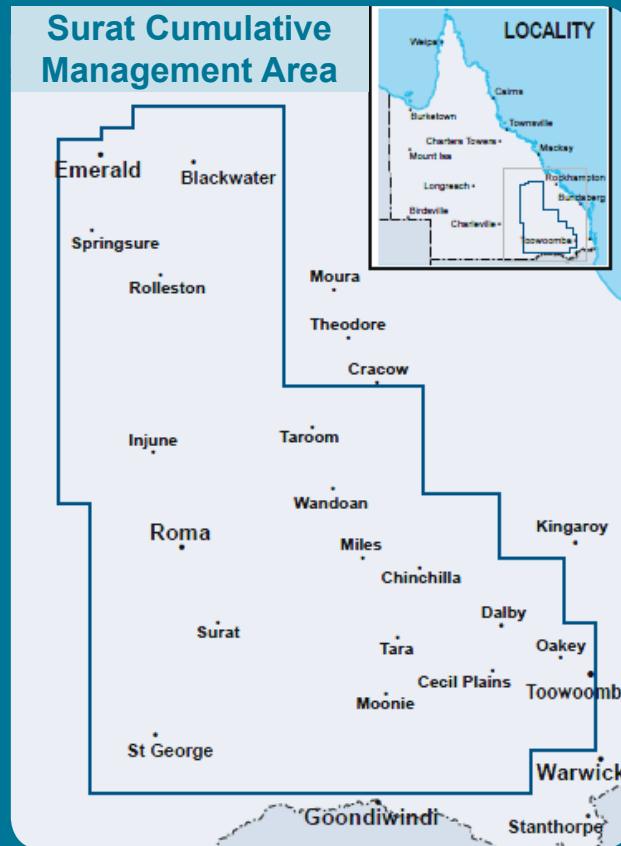 Surat Cumulative
Management Area
LOCALITY
Weipa
Cairns
Burketown
Townsville
Charters Towers
Mount Isa
Mackay
Longreach
Rockhampton
Bundaberg
Birdsville
Charleville
Toowoomba
Emerald
Blackwater
Springsure
Rolleston
Moura
Theodore
Cracow
Injune
Taroom
Wandoan
Roma
Miles
Kingaroy
Chinchilla
Surat
Dalby
Tara
Oakey
Cecil Plains
Toowoomb
Moonie
St George
Warwick
Goondiwindi
Stanthorpe